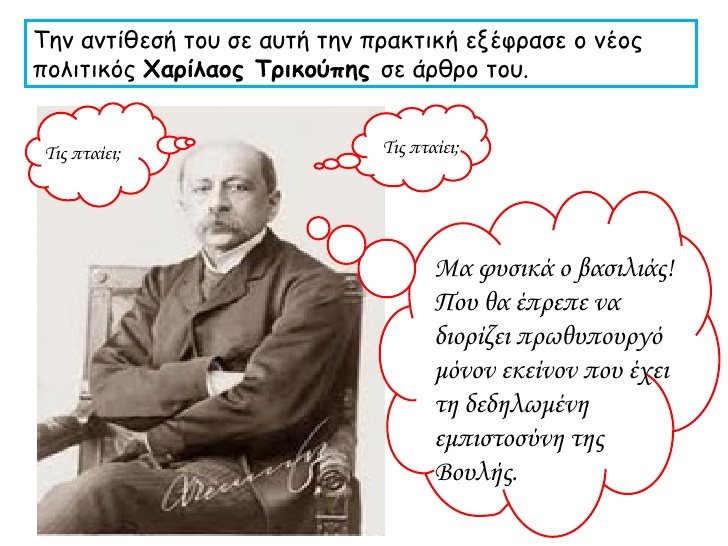 Την αντίθεσή του σε αυτή την πρακτική εξέφρασε ο νέος
πολιτικός Χαρίλαος Τρικούπης σε άρθρο του.
Τις πταίει;
Τις πταίει;
Μα φυσικά ο βασιλιάς!
Που θα έπρεπε να
διορίζει πρωθυπουργό
μόνον εκείνον που έχει
τη δεδηλωμένη
εμπιστοσύνη της
Βουλής.